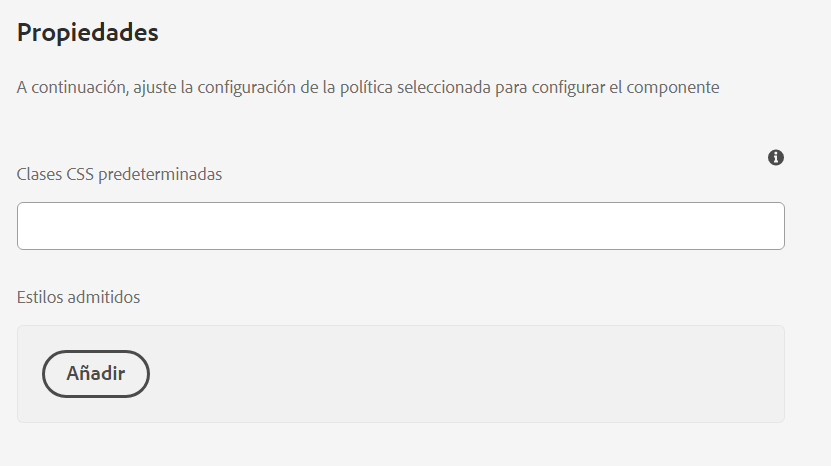 Propiedades
A continuación, ajuste la configuración de la política seleccionada para configurar el componente
Clases CSS predeterminadas
Estilos admitidos
Añadir